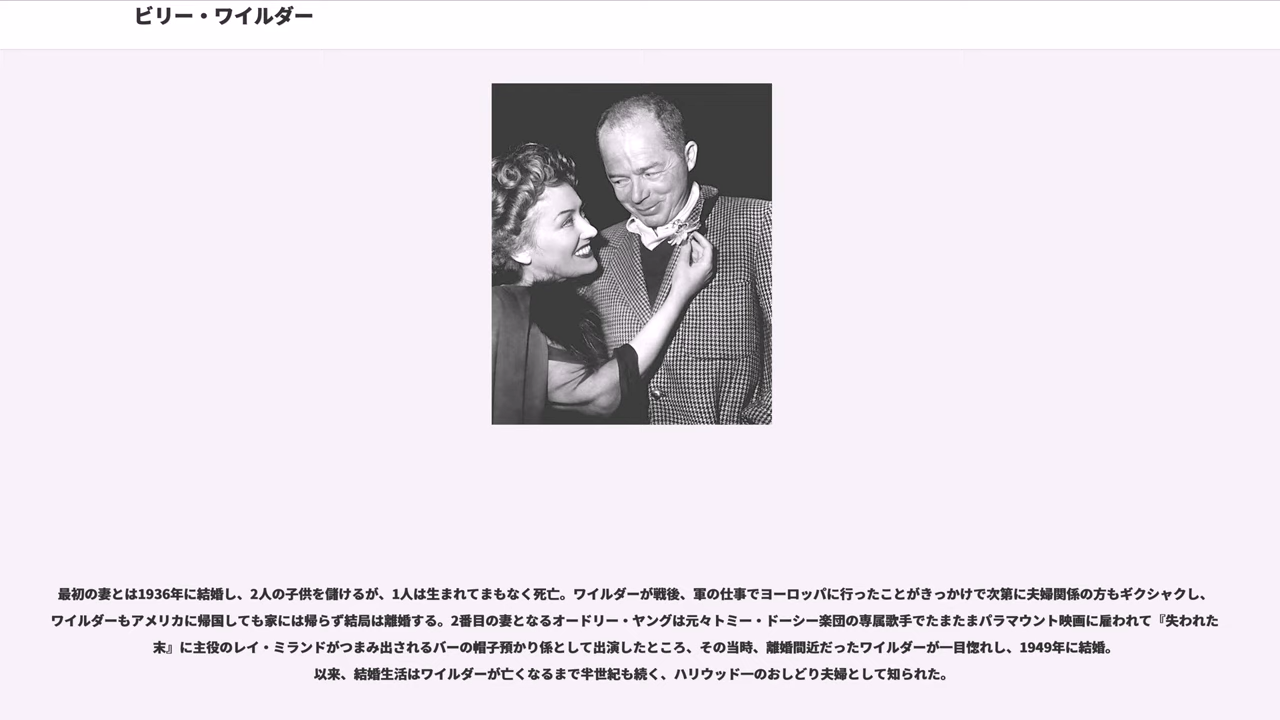 ビリー・ワイルダー
最初の妻とは1936年に結婚し、2人の子供を儲けるが、1人は生まれてまもなく死亡。ワイルダーが戦後、軍の仕事でヨーロッパに行ったことがきっかけで次第に夫婦関係の方もギクシャクし、
ワイルダーもアメリカに帰国しても家には帰らず結局は離婚する。2番目の妻となるオードリー・ヤングは元々トミー・ドーシー楽団の専属歌手でたまたまパラマウント映画に雇われて『失われた
末』に主役のレイ・ミランドがつまみ出されるバーの帽子預かり係として出演したところ、その当時、離婚間近だったワイルダーが一目惚れし、1949年に結婚。
以来、結婚生活はワイルダーが亡くなるまで半世紀も続く、ハリウッド一のおしどり夫婦として知られた。